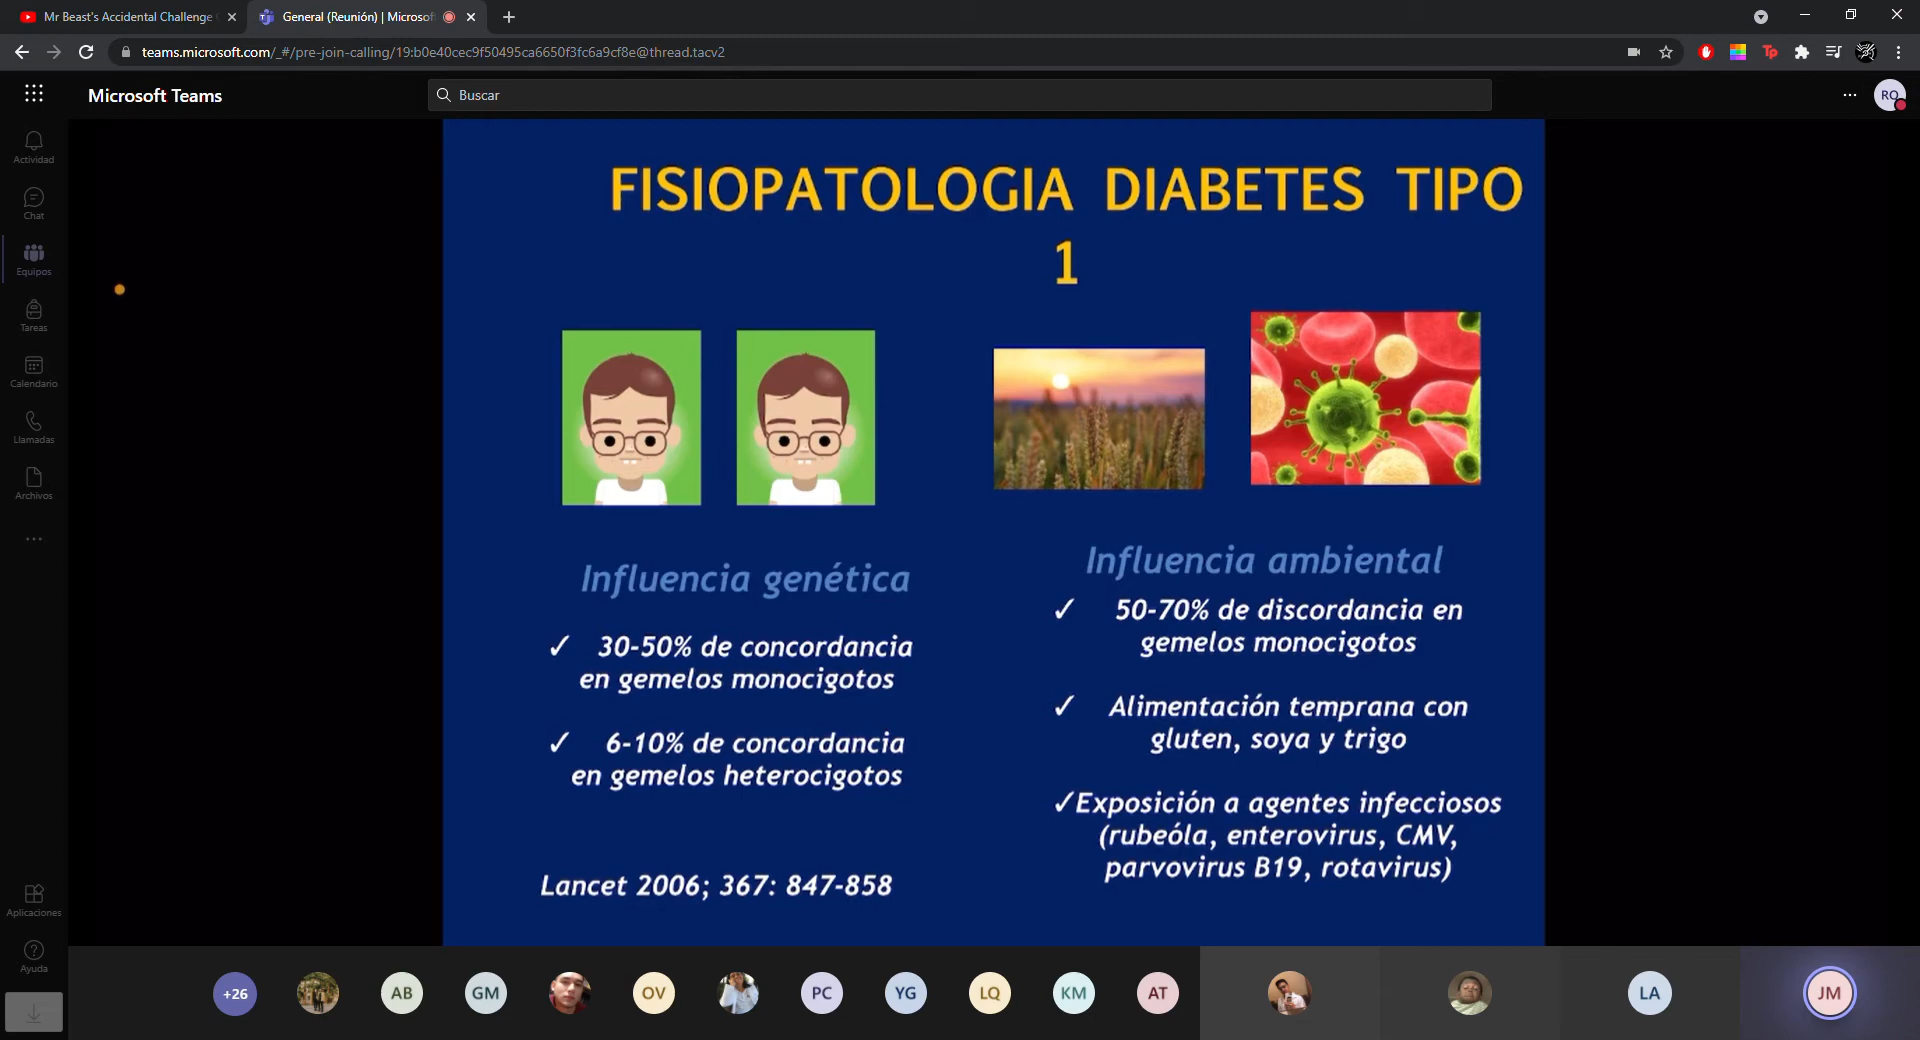 Mr Beast's Accidental Challenge
General (Reunión) | Microsof
teams.microsoft.com/_#/pre-join-calling/19:b0e40cec9f50495ca6650f3fc6a9cf8e@thread.tacv2
Tp
Microsoft Teams
Buscar
RO
Actividad
Chat
Equipos
Tareas
Calendario
Llamadas
Archivos
Aplicaciones
Ayuda
FISIOPATOLOGIA DIABETES TIPO
1
Influencia genética
✓ 30-50% de concordancia
en gemelos monocigotos
✓ 6-10% de concordancia
en gemelos heterocigotos
Lancet 2006; 367: 847-858
Influencia ambiental
✓ 50-70% de discordancia en
gemelos monocigotos
✓ Alimentación temprana con
gluten, soya y trigo
✓Exposición a agentes infecciosos
(rubeóla, enterovirus, CMV,
parvovirus B19, rotavirus)
+26
AB
GM
OV
PC
YG
LQ
KM
AT
LA
JM